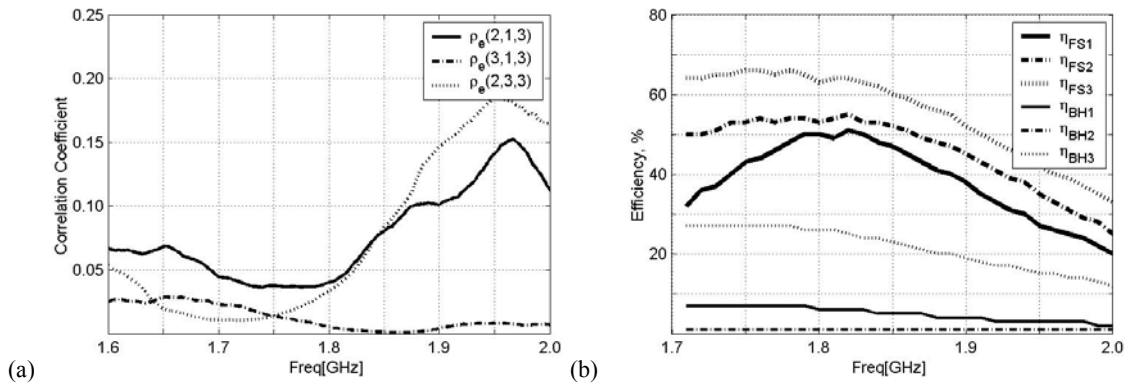 0.25
0.20
0.15
0.10
0.05
Correlation Coefficient
ρe(2,1,3)
ρe(3,1,3)
ρe(2,3,3)
1.6 1.7 1.8 1.9 2.0
Freq[GHz]
(a)
80
60
40
20
Efficiency, %
ηFS1
ηFS2
ηFS3
ηBH1
ηBH2
ηBH3
1.7 1.8 1.9 2.0
Freq[GHz]
(b)